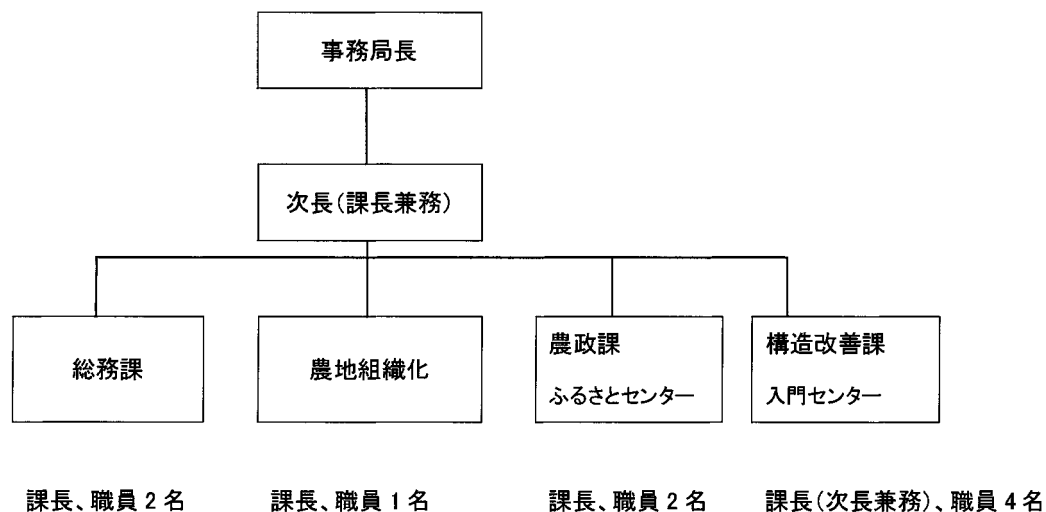 事務局長
次長(課長兼務)
総務課
農地組織化
農政課
ふるさとセンター
構造改善課
入門センター
課長、職員2名
課長、職員1名
課長、職員2名
課長(次長兼務)、職員4名